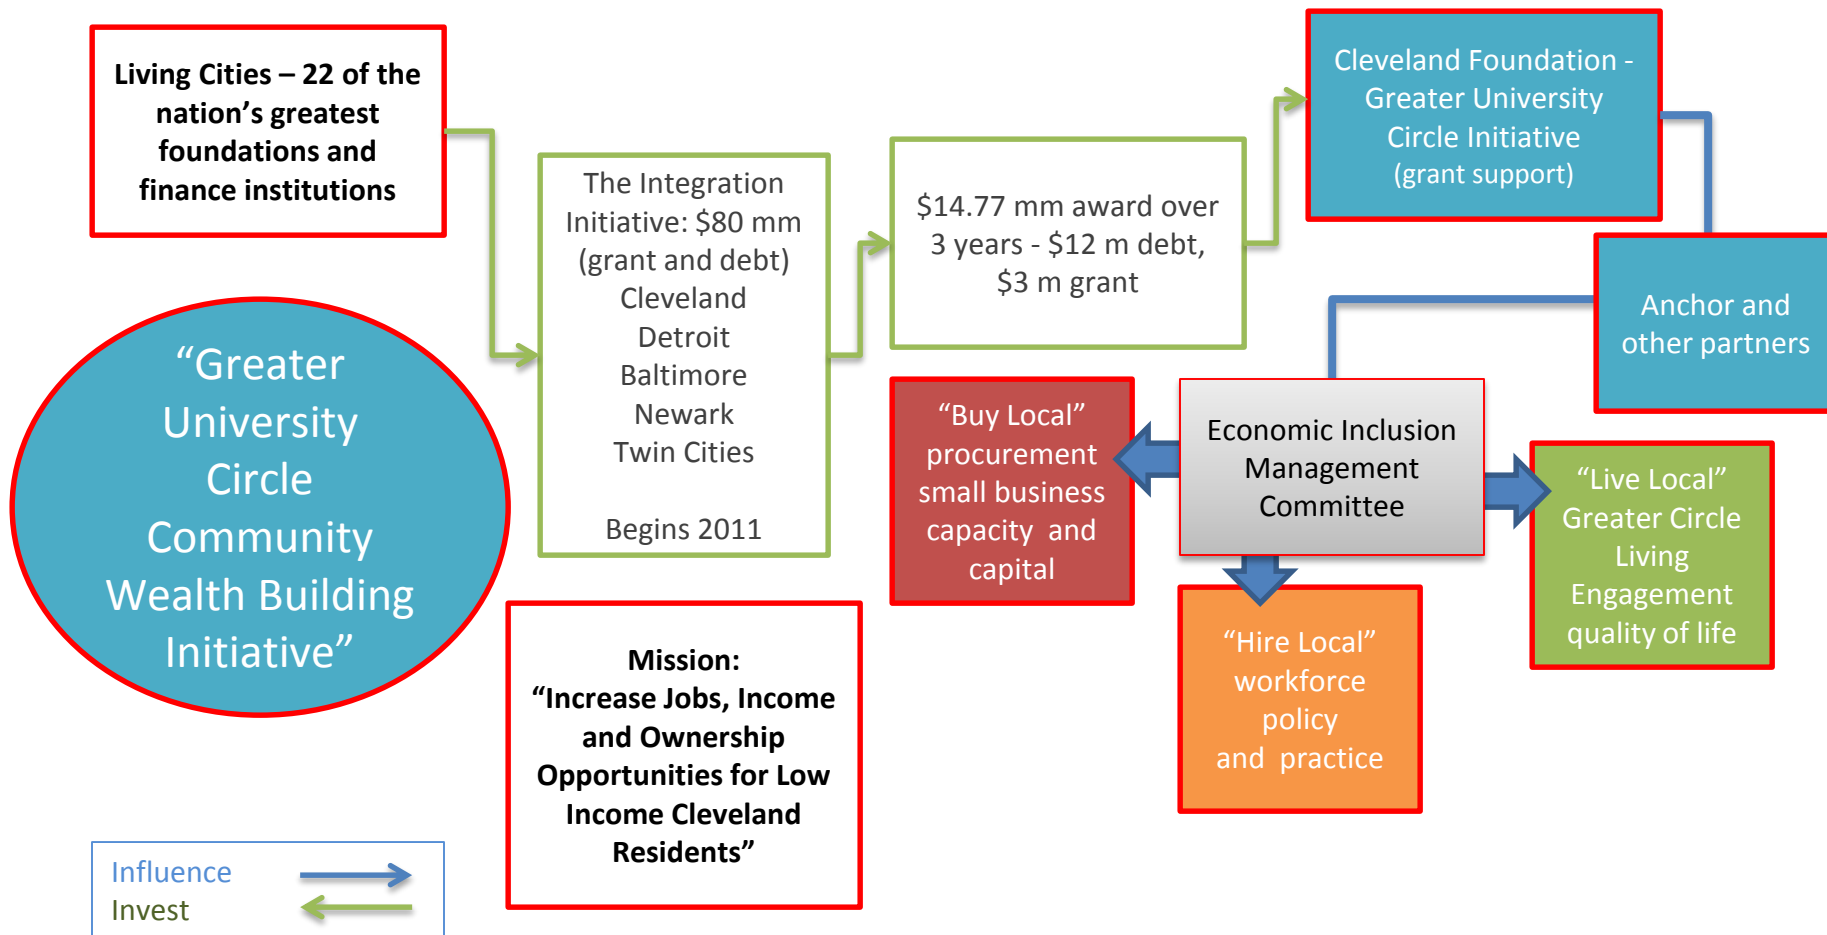 Living Cities – 22 of the
nation’s greatest
foundations and
finance institutions
The Integration
Initiative: $80 mm
(grant and debt)
Cleveland
Detroit
Baltimore
Newark
Twin Cities
Begins 2011
$14.77 mm award over
3 years - $12 m debt,
$3 m grant
Cleveland Foundation -
Greater University
Circle Initiative
(grant support)
Anchor and
other partners
“Greater
University
Circle
Community
Wealth Building
Initiative”
“Buy Local”
procurement
small business
capacity and
capital
Economic Inclusion
Management
Committee
“Live Local”
Greater Circle
Living
Engagement
quality of life
“Hire Local”
workforce
policy
and practice
Mission:
“Increase Jobs, Income
and Ownership
Opportunities for Low
Income Cleveland
Residents”
Influence
Invest